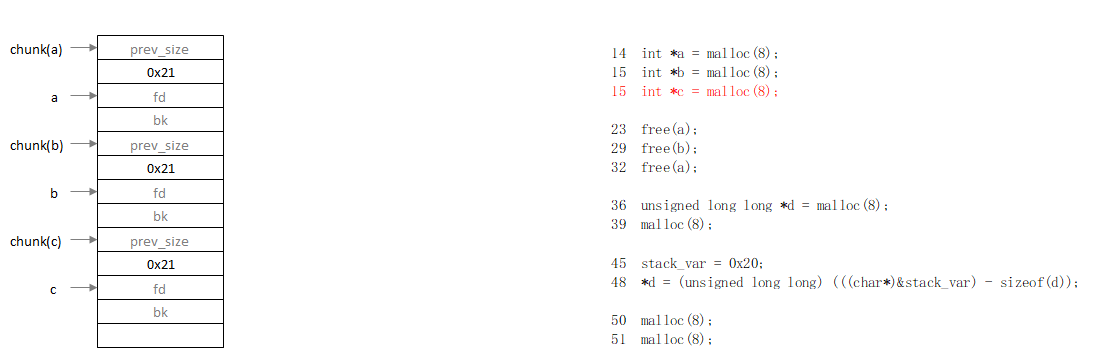 chunk(a)
prev_size
0x21
a
fd
bk
chunk(b)
prev_size
0x21
b
fd
bk
chunk(c)
prev_size
0x21
c
fd
bk
14 int *a = malloc(8);
15 int *b = malloc(8);
15 int *c = malloc(8);
23 free(a);
29 free(b);
32 free(a);
36 unsigned long long *d = malloc(8);
39 malloc(8);
45 stack_var = 0x20;
48 *d = (unsigned long long) (((char*)&stack_var) - sizeof(d));
50 malloc(8);
51 malloc(8);